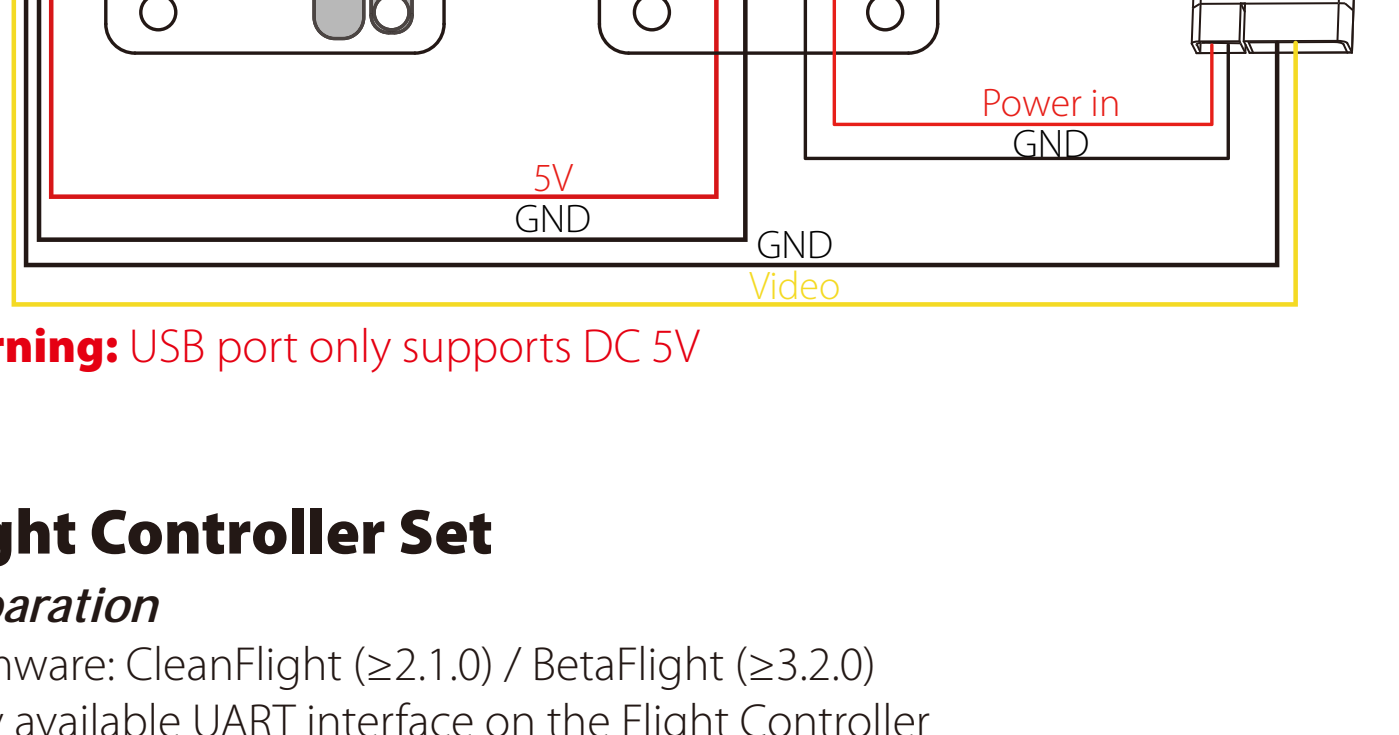 Power in
GND
5V
GND
GND
Video
rning: USB port only supports DC 5V
ght Controller Set
paration
nware: CleanFlight (≥2.1.0) / BetaFlight (≥3.2.0)
y available UART interface on the Flight Controller